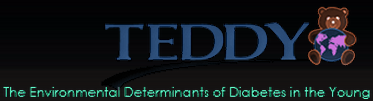 TEDDY
The Environmental Determinants of Diabetes in the Young